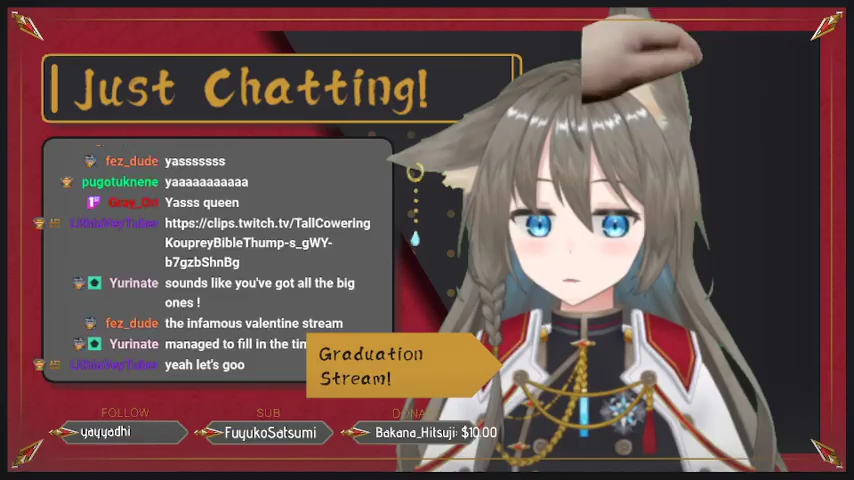 Just Chatting!
fez_dude yasssssss
pugotuknene yaaaaaaaaaaa
Yasss queen
https://clips.twitch.tv/TallCowering
KoupreyBibleThump-s_gWY-
b7gzbShnBg
Yurinate sounds like you've got all the big
ones !
fez_dude the infamous valentine stream
Yurinate managed to fill in the
yeah let's goo
Graduation
Stream!
FOLLOW SUB
yayyadhi FuyukoSatsumi Bakana_Hitsuji: $10.00